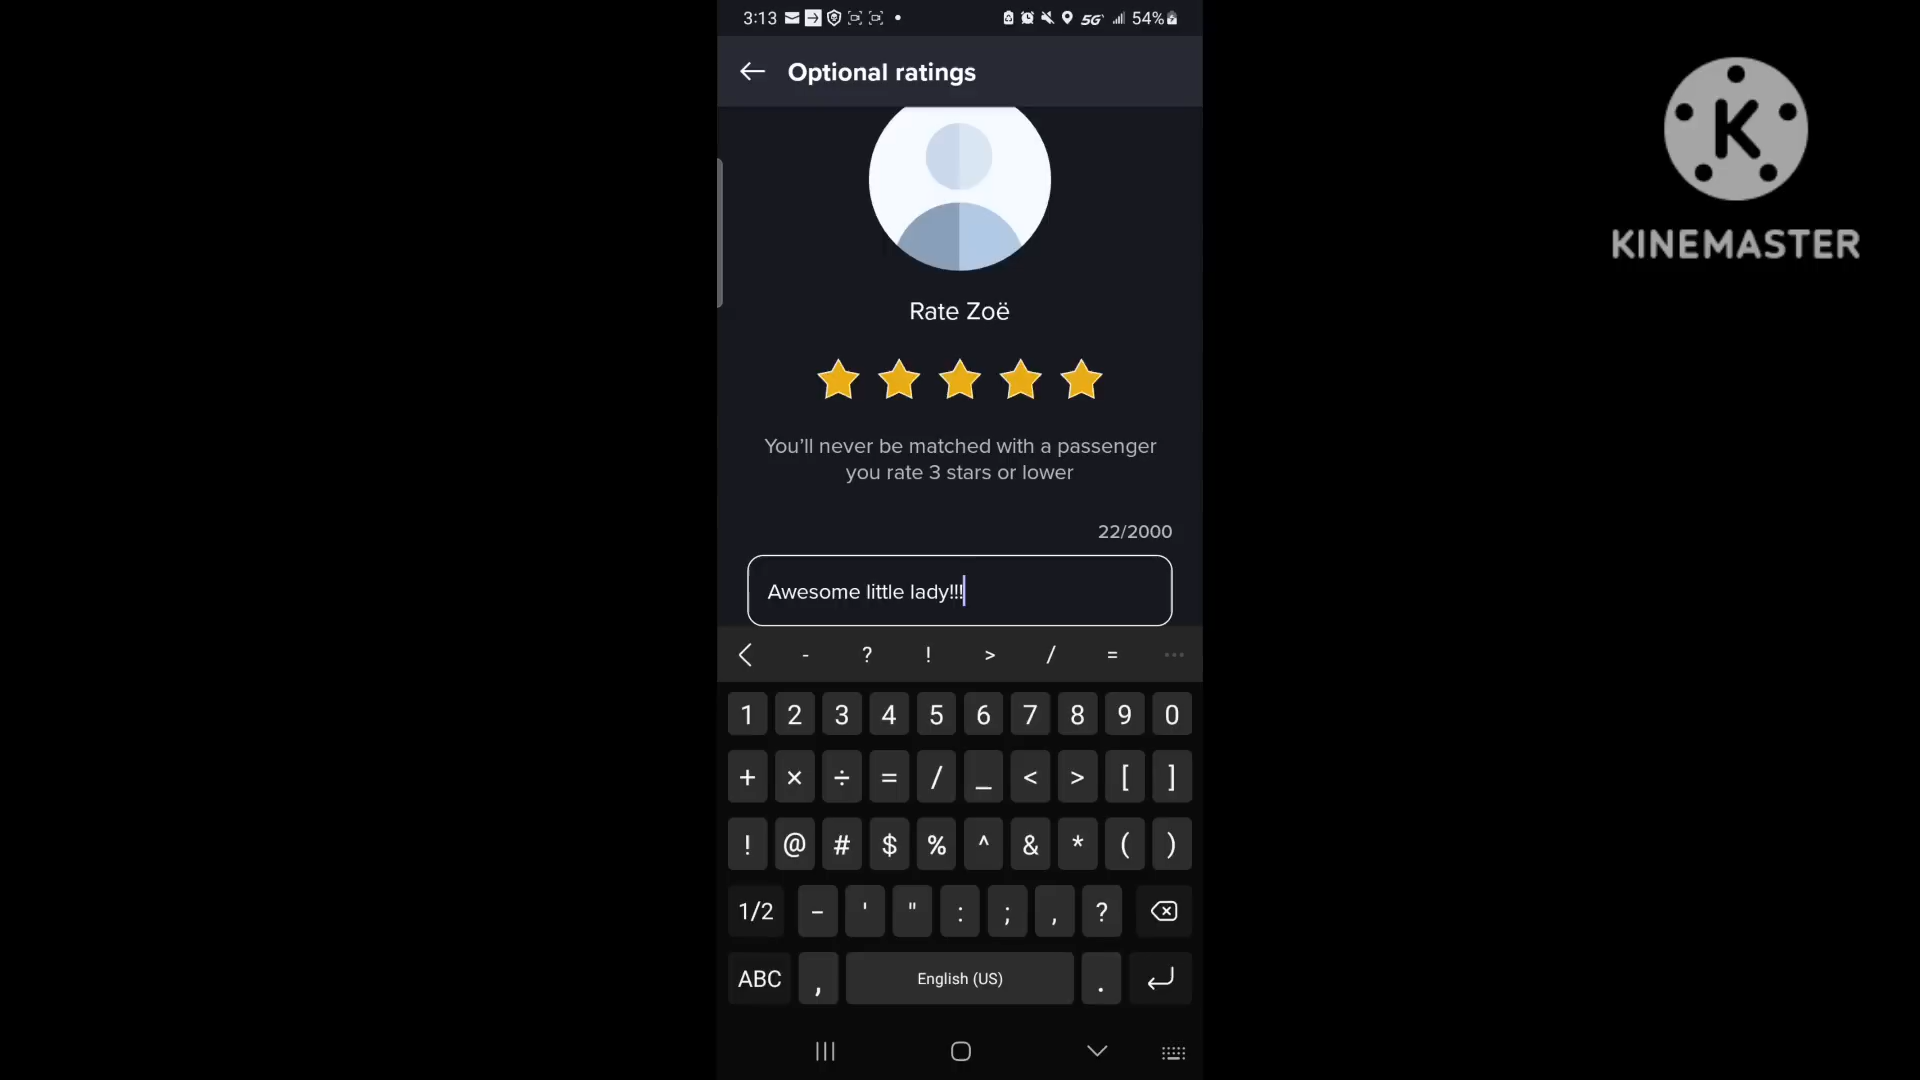 3:13 5G 54%
Optional ratings
K
KINEMASTER
Rate Zoë
You'll never be matched with a passenger
you rate 3 stars or lower
22/2000
Awesome little lady!!!
- ? ! > / = ...
1 2 3 4 5 6 7 8 9 0
+ × ÷ = / _ < > [ ]
! @ # $ % ^ & * ( )
1/2 - ' " : ; , ?
ABC , English (US) .